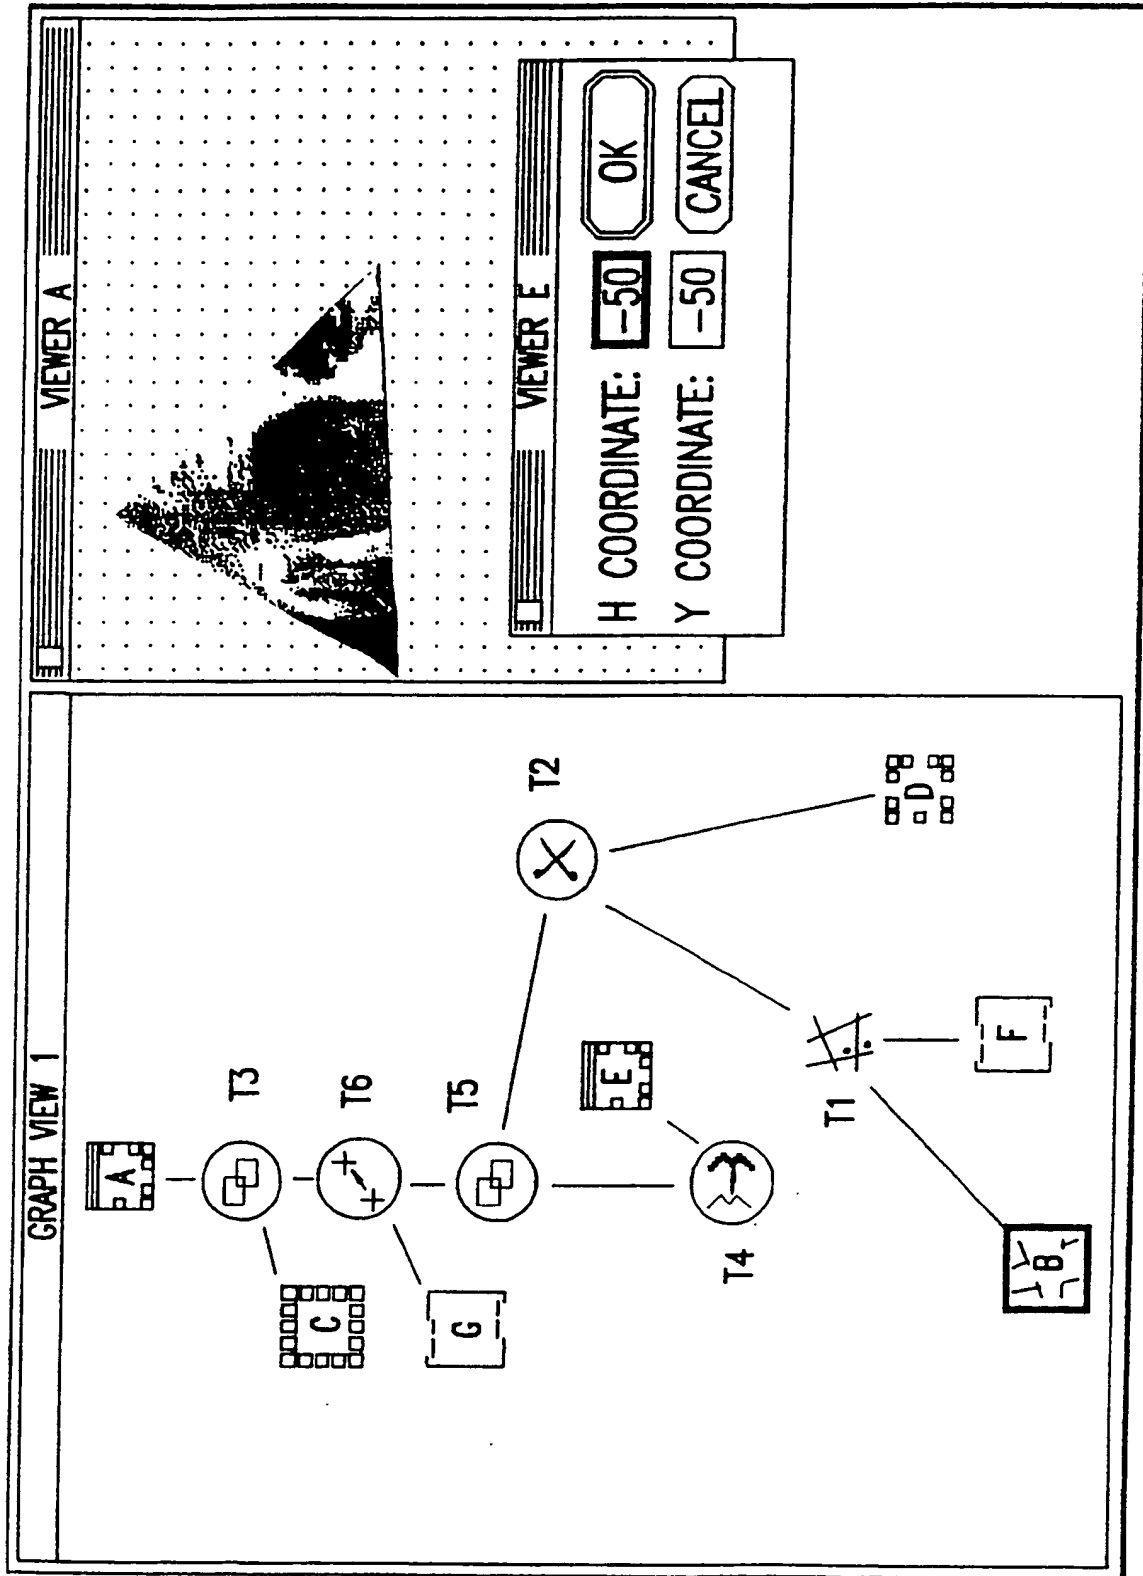 GRAPH VIEW 1
A
T3
C
T6
G
T5
T2
E
T4
T1
D
F
B
VIEWER A
VIEWER E
H COORDINATE: -50 OK
Y COORDINATE: -50 CANCEL